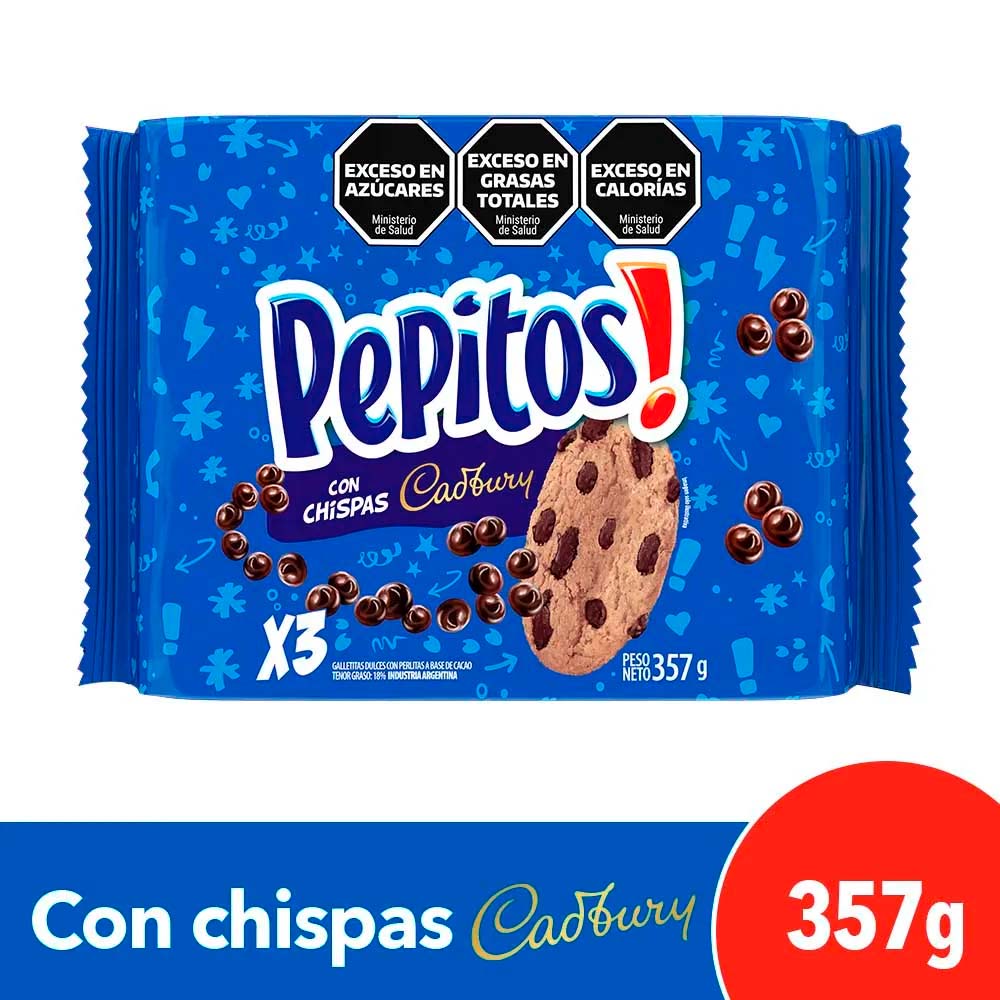 EXCESO EN
AZÚCARES
Ministerio
de Salud
EXCESO EN
GRASAS
TOTALES
Ministerio
de Salud
EXCESO EN
CALORÍAS
Ministerio
de Salud
Pepitos!
CON
CHISPAS
Cadbury
X3
GALLETITAS DULCES CON PERLITAS A BASE DE CACAO
TENOR GRASO: 18% INDUSTRIA ARGENTINA
PESO
NETO 357 g
Con chispas Cadbury
357g